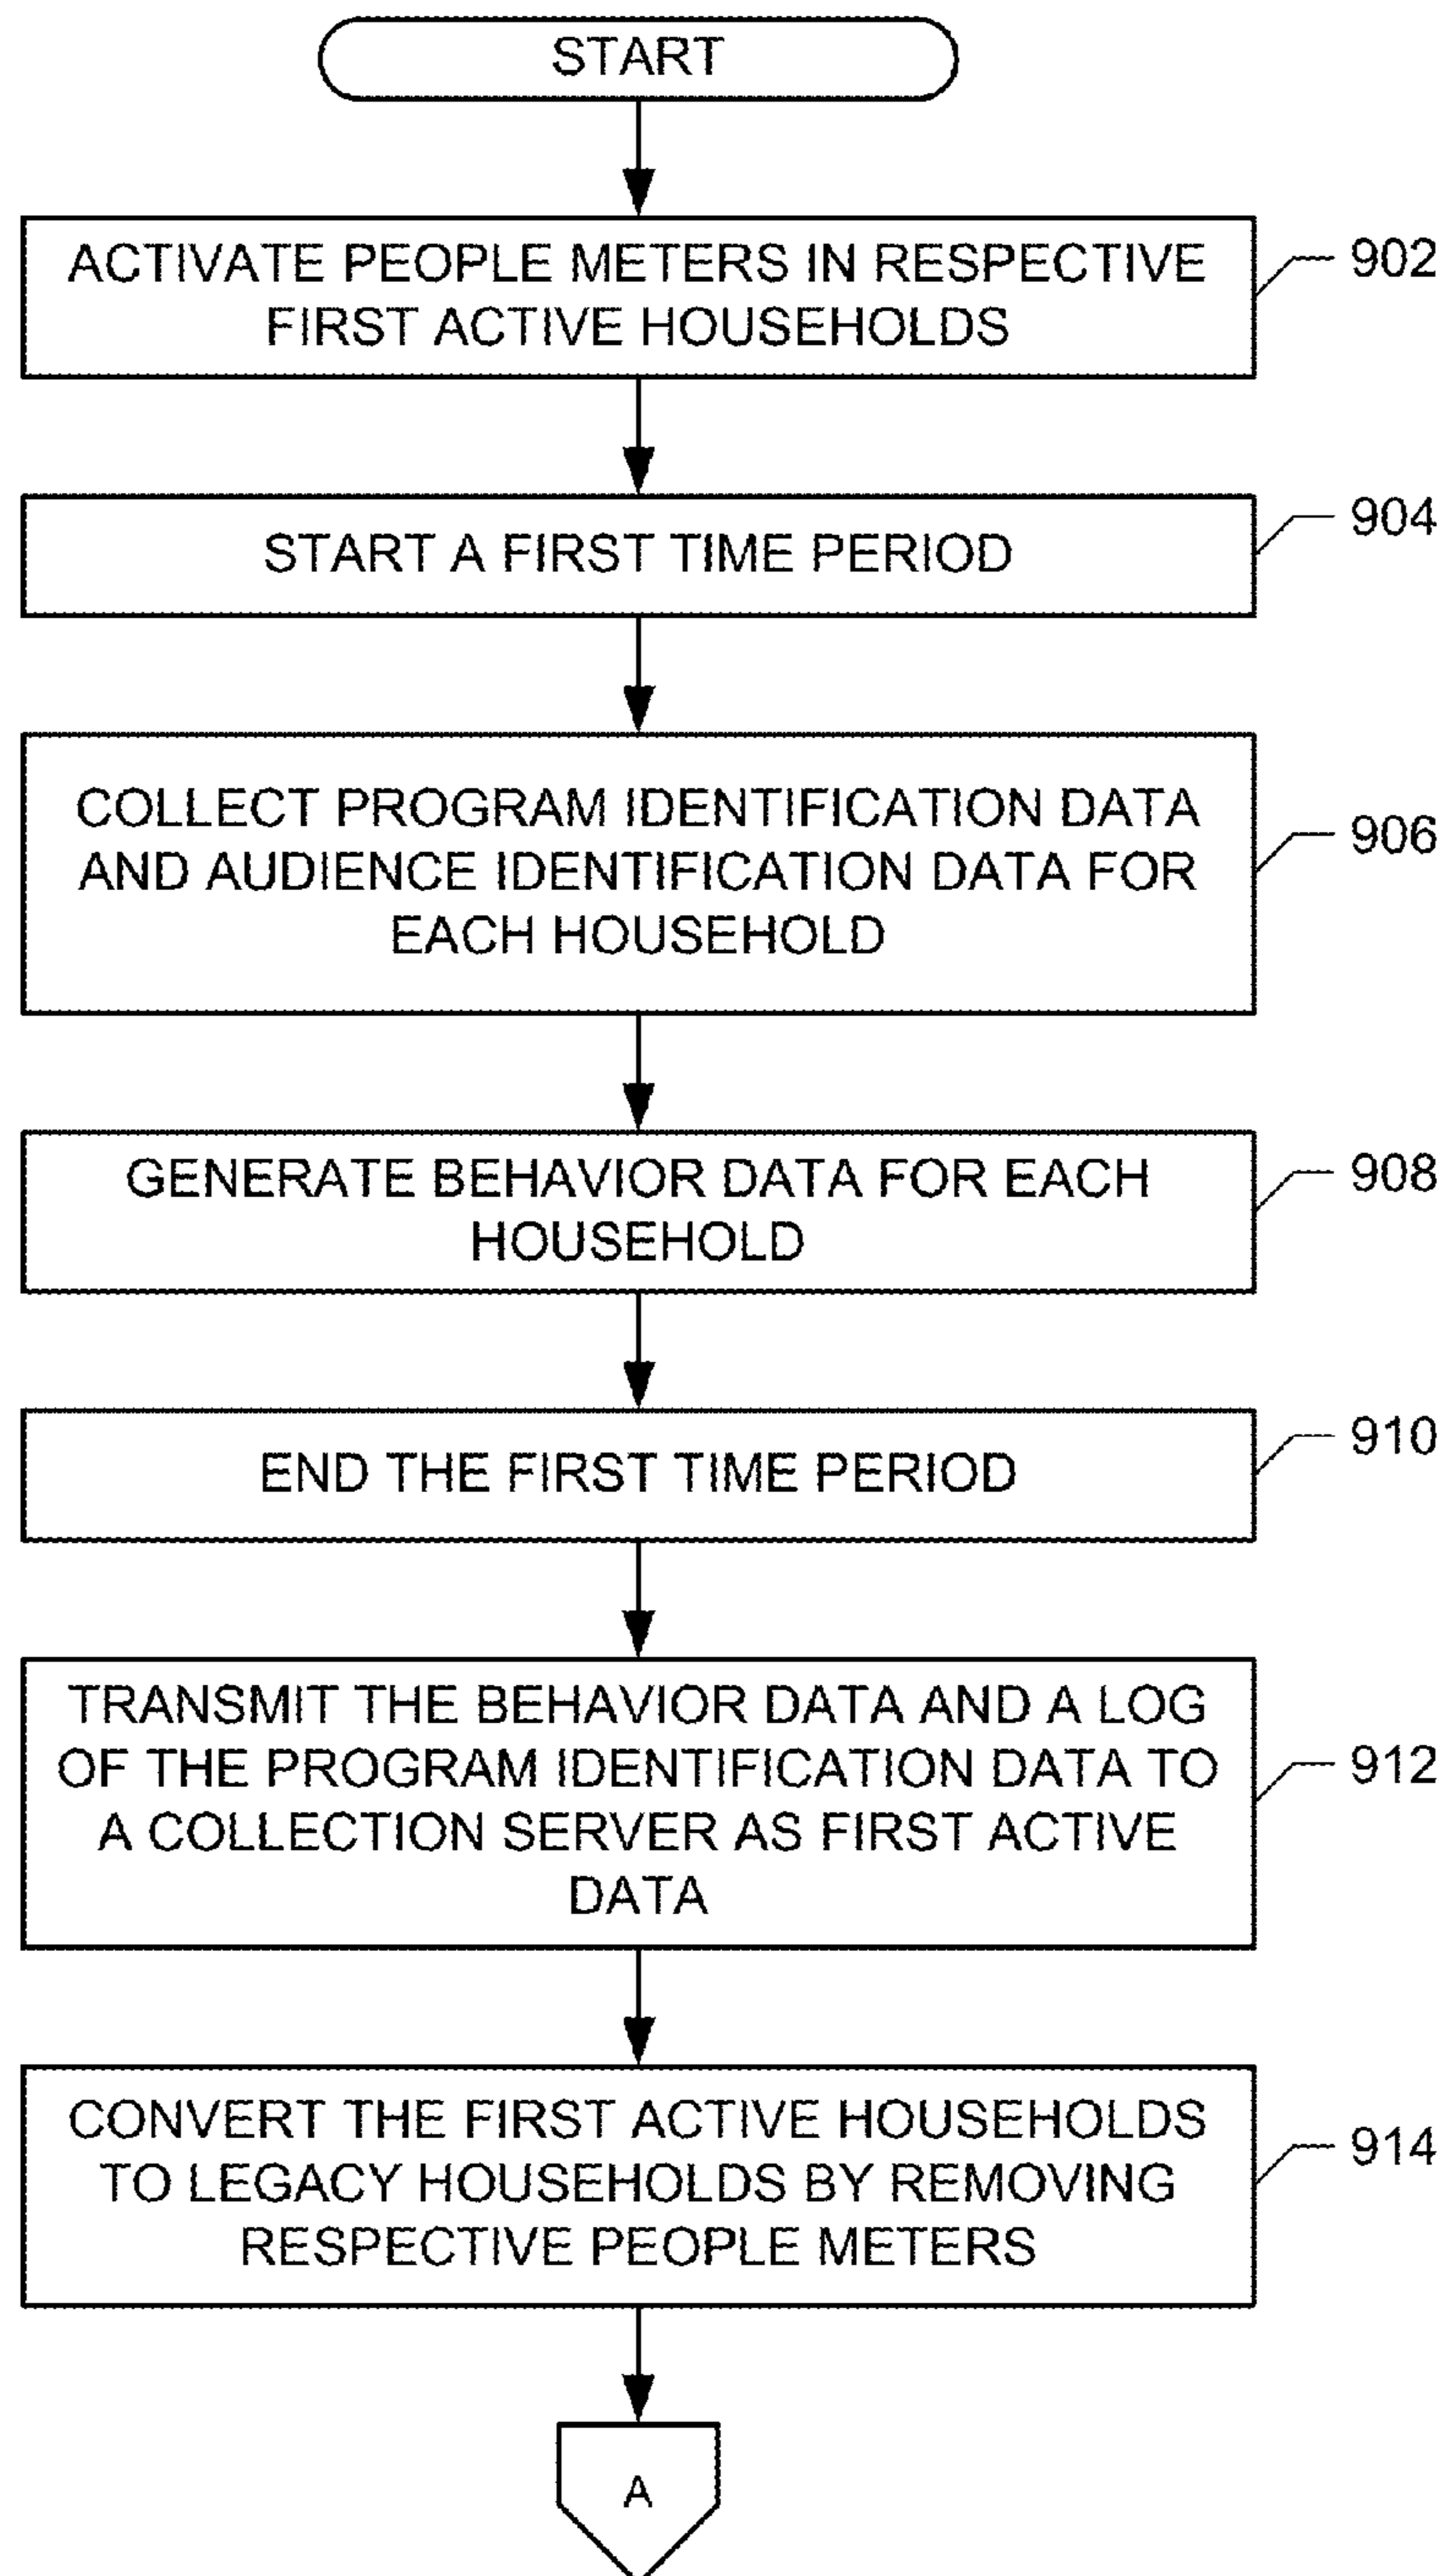 START
ACTIVATE PEOPLE METERS IN RESPECTIVE
FIRST ACTIVE HOUSEHOLDS
902
START A FIRST TIME PERIOD
904
COLLECT PROGRAM IDENTIFICATION DATA
AND AUDIENCE IDENTIFICATION DATA FOR
EACH HOUSEHOLD
906
GENERATE BEHAVIOR DATA FOR EACH
HOUSEHOLD
908
END THE FIRST TIME PERIOD
910
TRANSMIT THE BEHAVIOR DATA AND A LOG
OF THE PROGRAM IDENTIFICATION DATA TO
A COLLECTION SERVER AS FIRST ACTIVE
DATA
912
CONVERT THE FIRST ACTIVE HOUSEHOLDS
TO LEGACY HOUSEHOLDS BY REMOVING
RESPECTIVE PEOPLE METERS
914
A